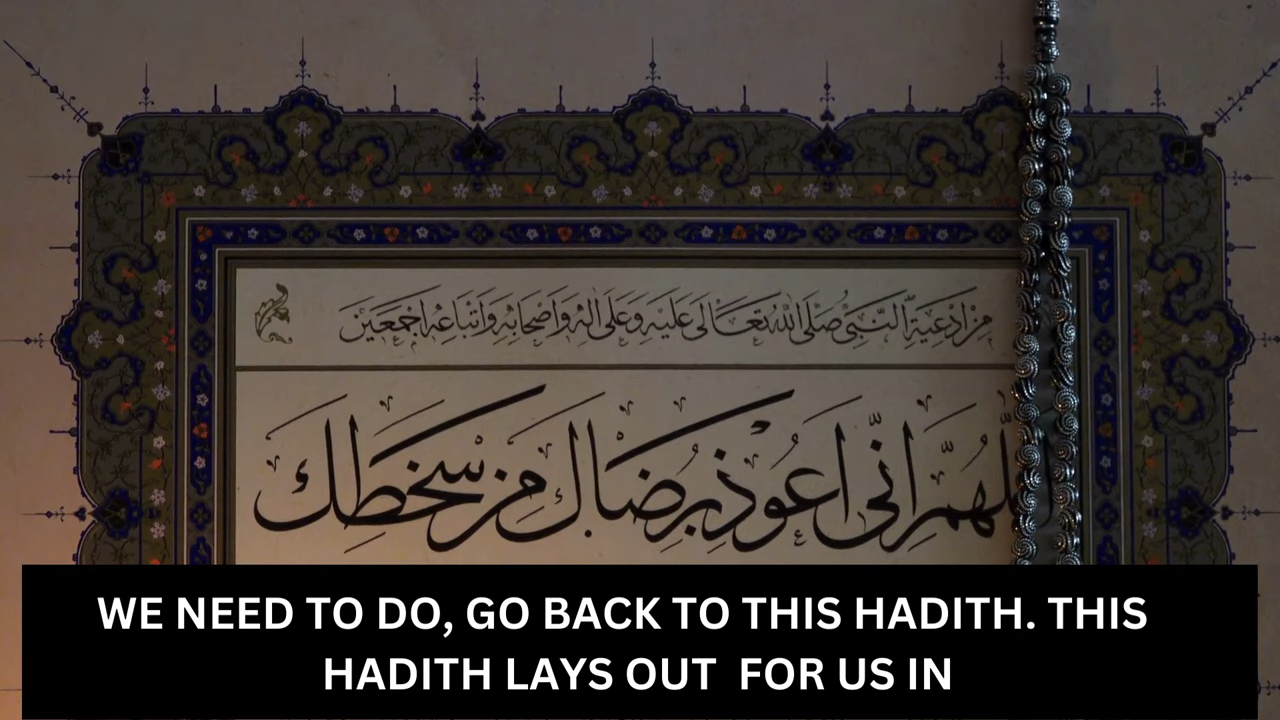 من ادعية النبي صلى الله تعالى عليه وعلى اله واصحابه واتباعه اجمعين
اللهم اني اعوذ برضاك من سخطك
WE NEED TO DO, GO BACK TO THIS HADITH. THIS
HADITH LAYS OUT FOR US IN